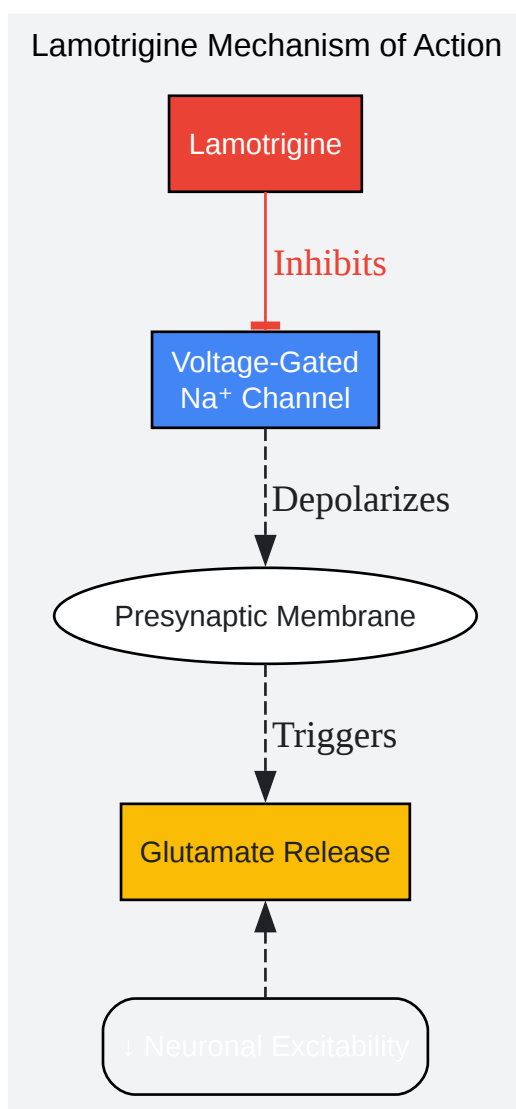 Lamotrigine Mechanism of Action
Lamotrigine
Inhibits
Voltage-Gated
Na⁺ Channel
Depolarizes
Presynaptic Membrane
Triggers
Glutamate Release
↓ Neuronal Excitability